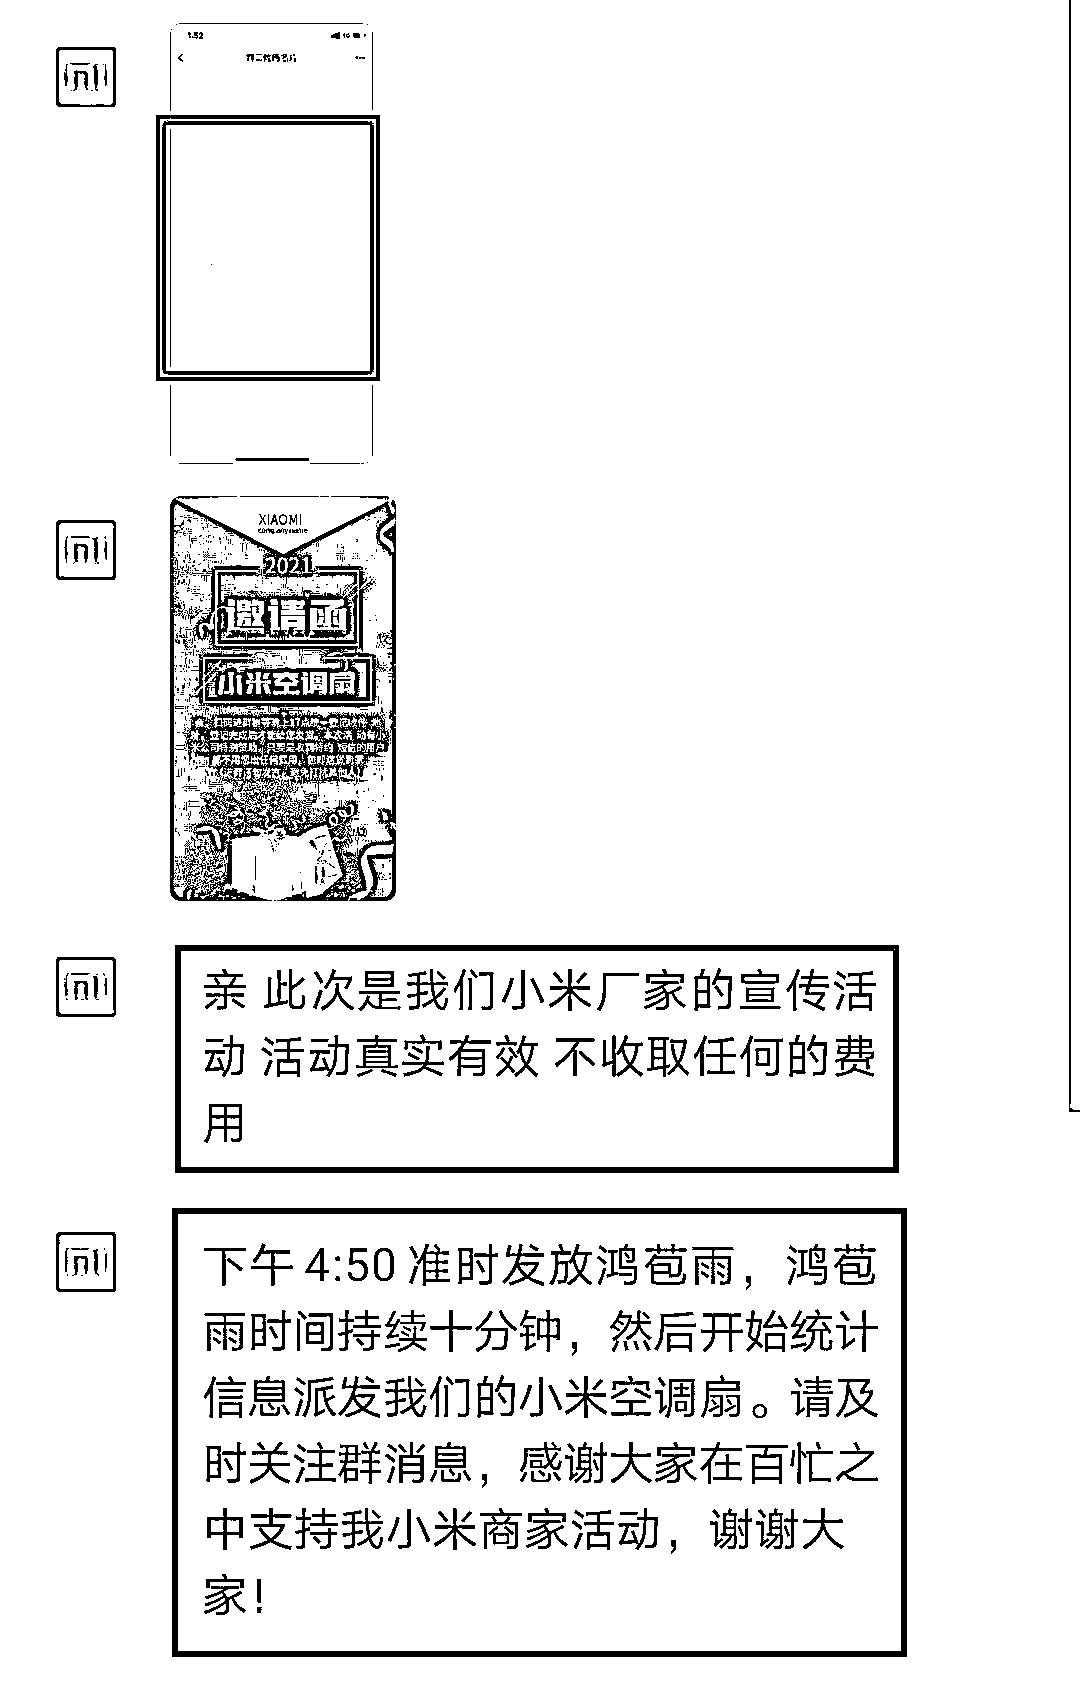 1:52
XIAOMI
2021
邀请函
小米空调扇
亲 此次是我们小米厂家的宣传活
动 活动真实有效 不收取任何的费
用
下午 4:50 准时发放鸿苞雨，鸿苞
雨时间持续十分钟，然后开始统计
信息派发我们的小米空调扇。请及
时关注群消息，感谢大家在百忙之
中支持我小米商家活动，谢谢大
家！